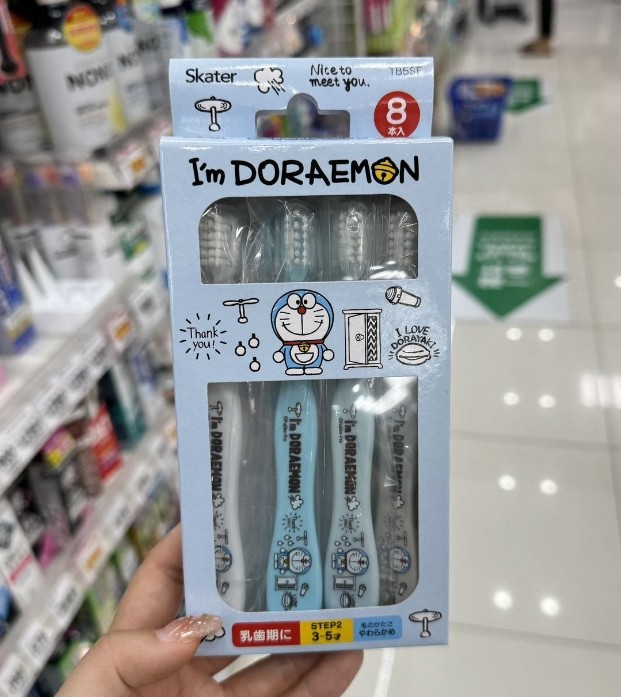 Skater
Nice to
meet you.
TB5SF
8
本入
I'm DORAEMON
Thank
you!
I LOVE
DORAYAKI
I'm DORAEMON
I'm DORAEMON
I'm DORAEMON
I'm DORAEMON
乳歯期に
STEP2
3-5才
毛のかたさ
やわらかめ